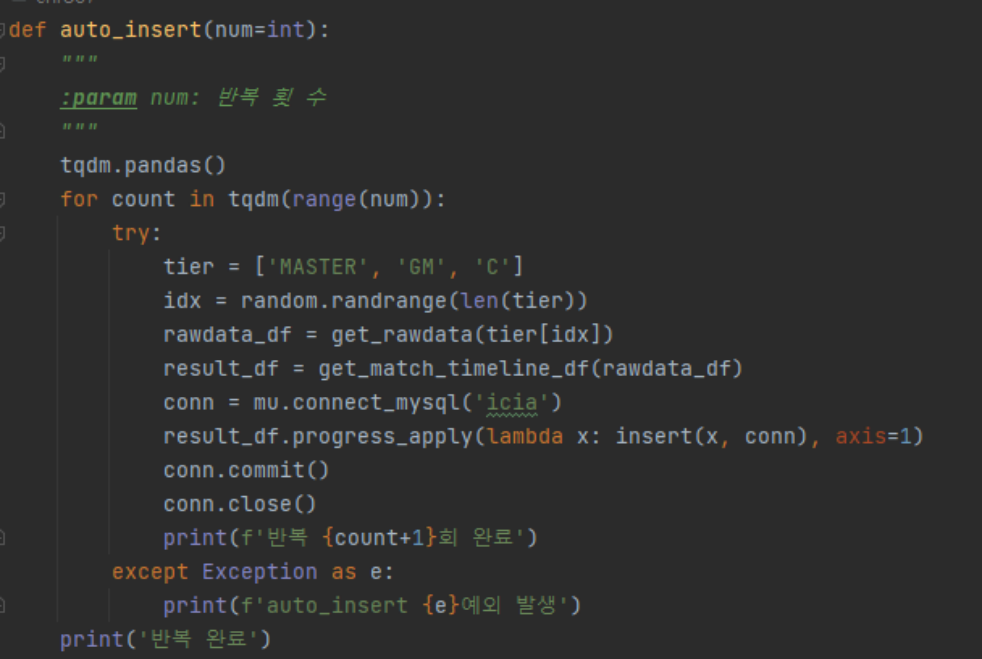 def auto_insert(num=int):
    """
    :param num: 반복 횟 수
    """
    tqdm.pandas()
    for count in tqdm(range(num)):
        try:
            tier = ['MASTER', 'GM', 'C']
            idx = random.randrange(len(tier))
            rawdata_df = get_rawdata(tier[idx])
            result_df = get_match_timeline_df(rawdata_df)
            conn = mu.connect_mysql('icia')
            result_df.progress_apply(lambda x: insert(x, conn), axis=1)
            conn.commit()
            conn.close()
            print(f'반복 {count+1}회 완료')
        except Exception as e:
            print(f'auto_insert {e}예외 발생')
    print('반복 완료')